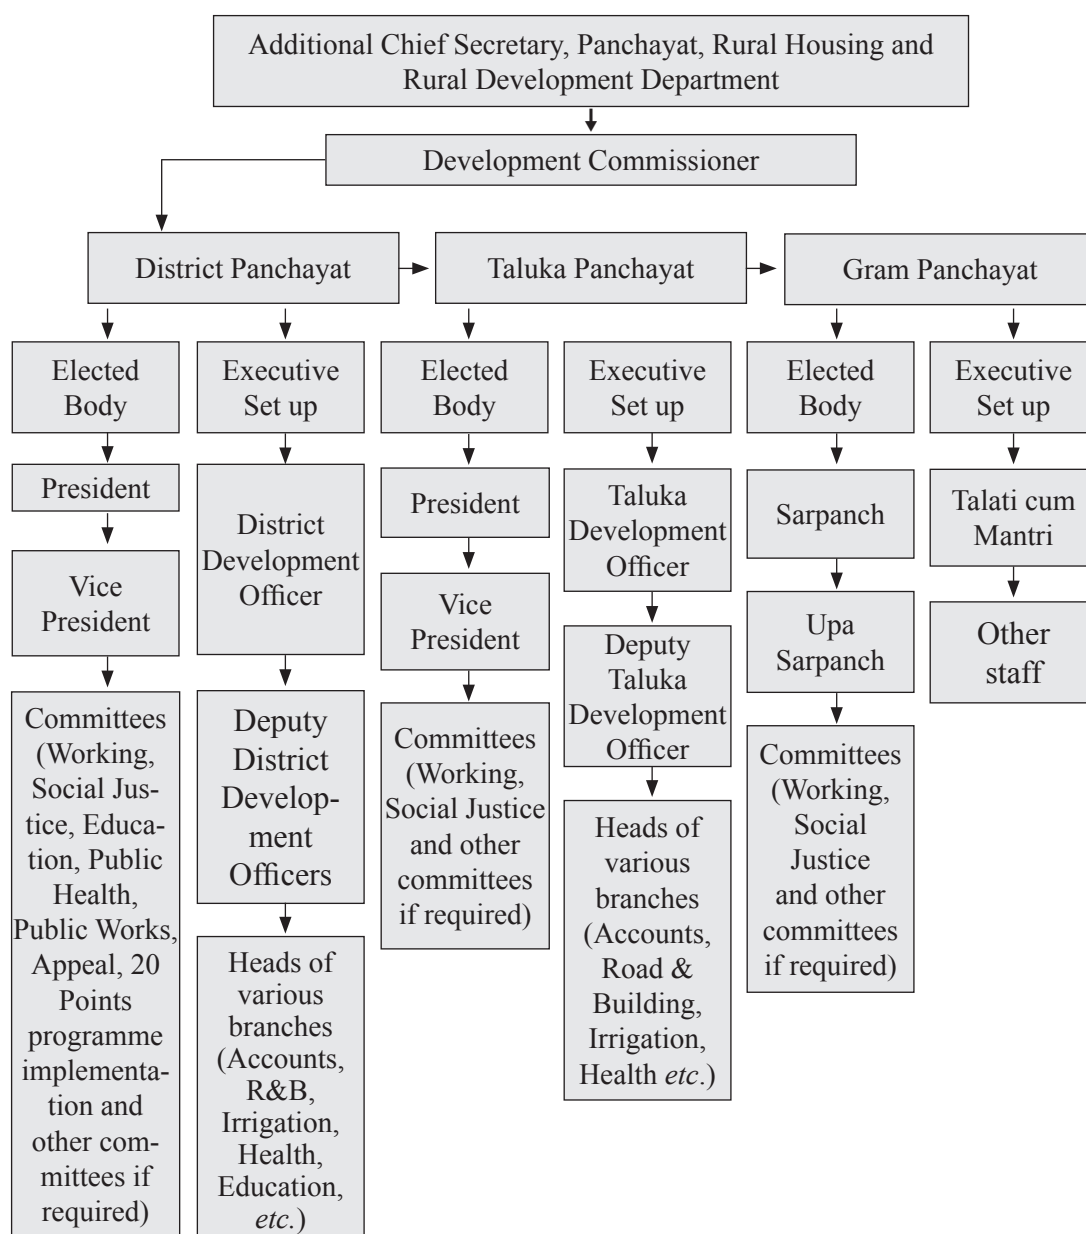 Additional Chief Secretary, Panchayat, Rural Housing and
Rural Development Department
Development Commissioner
District Panchayat
Taluka Panchayat
Gram Panchayat
Elected
Body
Executive
Set up
Elected
Body
Executive
Set up
Elected
Body
Executive
Set up
President
Vice
President
Committees
(Working,
Social Jus-
tice, Educa-
tion, Public
Health,
Public Works,
Appeal, 20
Points
programme
implementa-
tion and
other com-
mittees if
required)
District
Development
Officer
Deputy
District
Develop-
ment
Officers
Heads of
various
branches
(Accounts,
R&B,
Irrigation,
Health,
Education,
etc.)
President
Vice
President
Committees
(Working,
Social Justice
and other
committees
if required)
Taluka
Development
Officer
Deputy
Taluka
Development
Officer
Heads of
various
branches
(Accounts,
Road &
Building,
Irrigation,
Health etc.)
Sarpanch
Upa
Sarpanch
Committees
(Working,
Social
Justice
and other
committees
if required)
Talati cum
Mantri
Other
staff